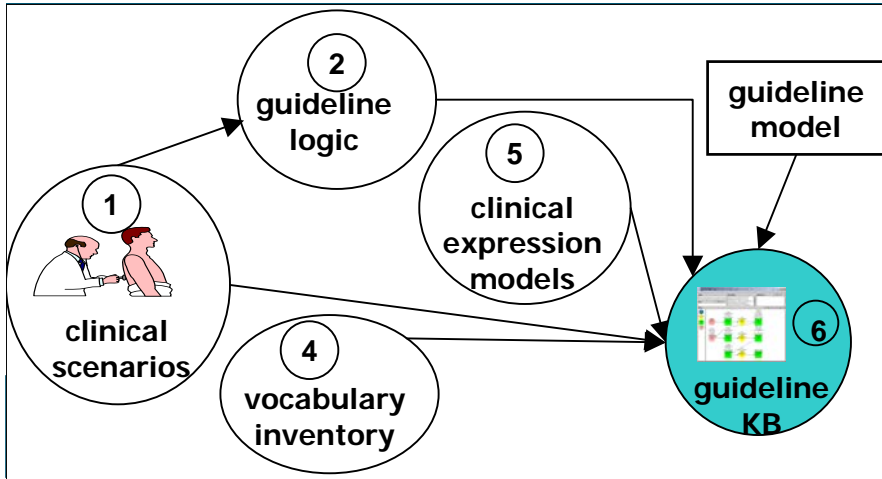 1
clinical
scenarios
2
guideline
logic
4
vocabulary
inventory
5
clinical
expression
models
guideline
model
6
guideline
KB